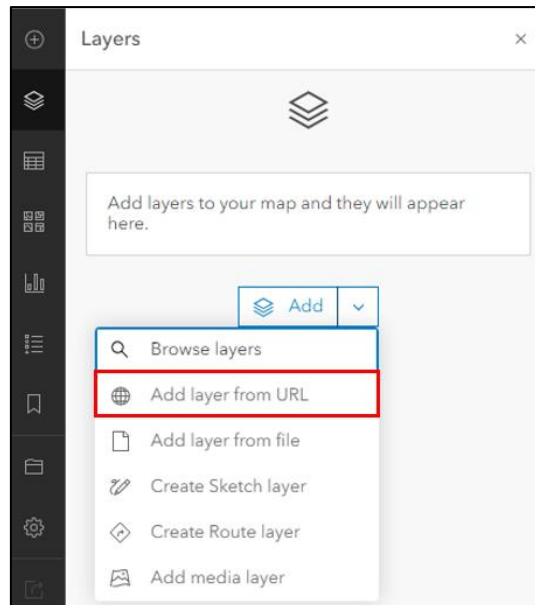 Layers
Add layers to your map and they will appear
here.
Add
Browse layers
Add layer from URL
Add layer from file
Create Sketch layer
Create Route layer
Add media layer